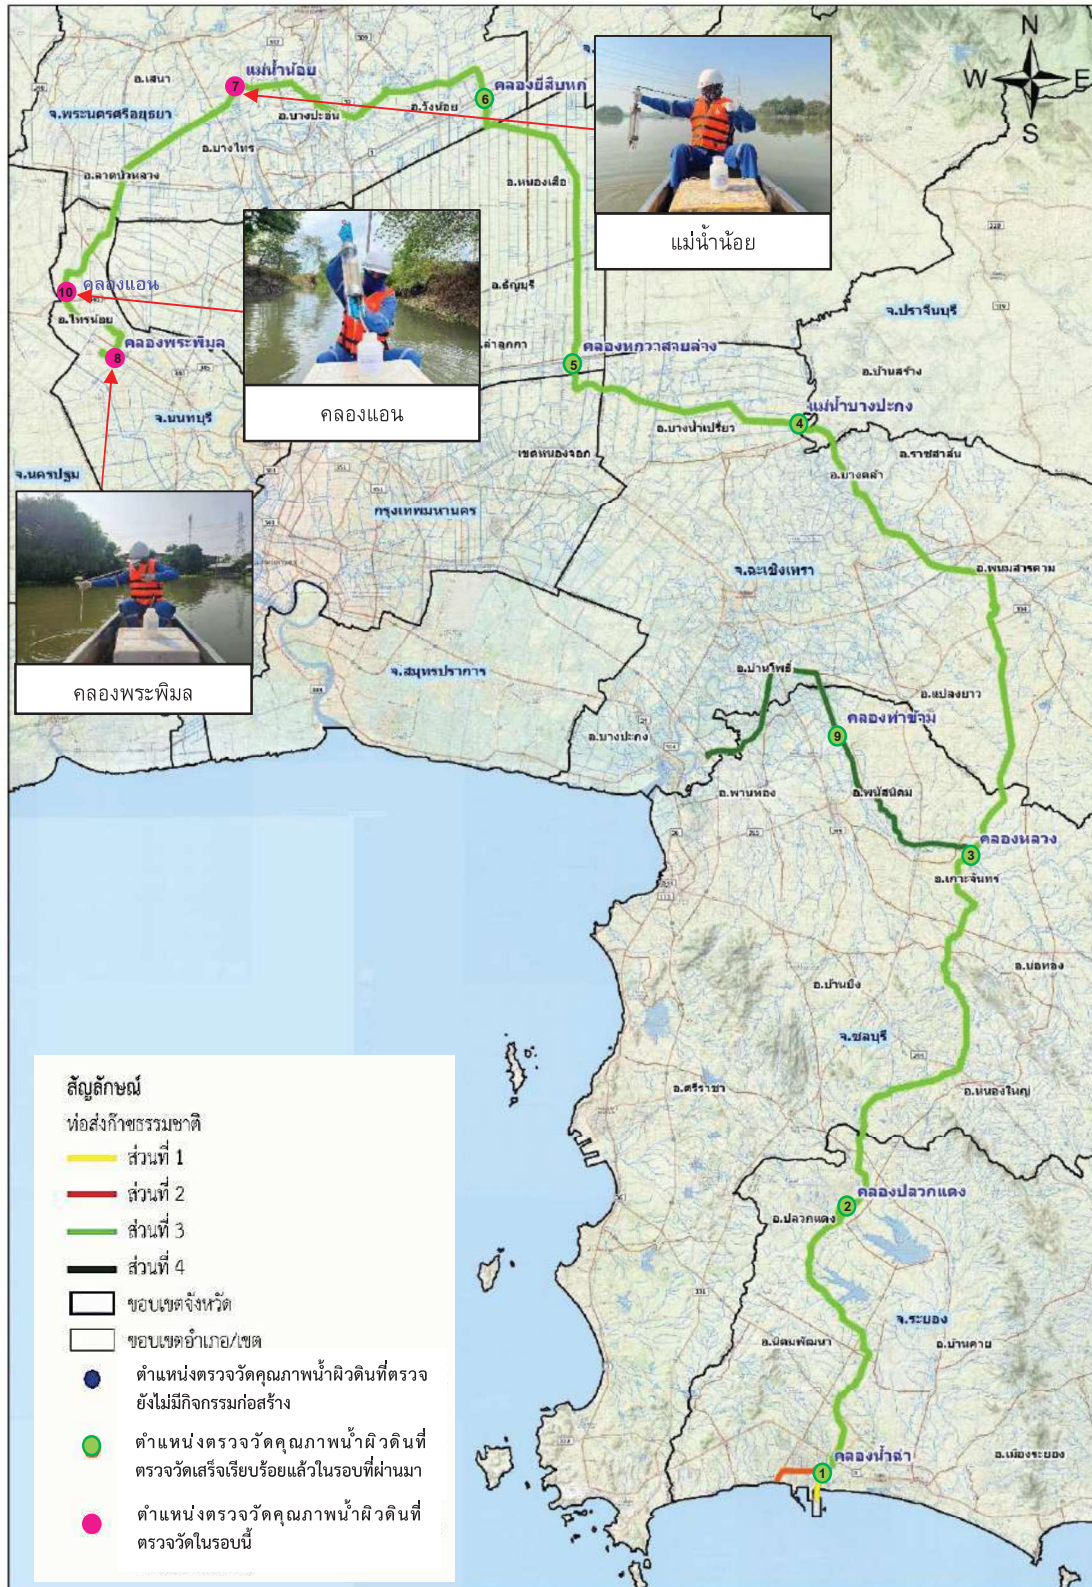 N
W
E
S
แม่น้ำน้อย
7
อ.เสนา
คลองยี่สิบหก
6
อ.วังน้อย
อ.บางปะอิน
จ.พระนครศรีอยุธยา
อ.บางไทร
อ.ลาดบัวหลวง
อ.หนองเสือ
แม่น้ำน้อย
คลองแอน
10
อ.ธัญบุรี
จ.ปราจีนบุรี
อ.ไทรน้อย
คลองพระพิมล
8
คลองแอน
อ.ลำลูกกา
คลองหกวาสายล่าง
5
อ.บ้านสร้าง
แม่น้ำบางปะกง
4
จ.นนทบุรี
อ.บางน้ำเปรี้ยว
เขตหนองจอก
อ.ราชสาส์น
จ.นครปฐม
อ.บางคล้า
กรุงเทพมหานคร
จ.ฉะเชิงเทรา
อ.พนมสารคาม
อ.บ้านโพธิ์
จ.สมุทรปราการ
คลองพระพิมล
อ.แปลงยาว
คลองท่าข้าม
9
อ.บางปะกง
อ.พานทอง
อ.พนัสนิคม
คลองหลวง
3
อ.เกาะจันทร์
อ.บ่อทอง
อ.บ้านบึง
จ.ชลบุรี
อ.ศรีราชา
อ.หนองใหญ่
คลองปลวกแดง
2
อ.ปลวกแดง
จ.ระยอง
อ.นิคมพัฒนา
อ.บ้านค่าย
คลองน้ำดำ
1
อ.เมืองระยอง
สัญลักษณ์
ท่อส่งก๊าซธรรมชาติ
ส่วนที่ 1
ส่วนที่ 2
ส่วนที่ 3
ส่วนที่ 4
ขอบเขตจังหวัด
ขอบเขตอำเภอ/เขต
ตำแหน่งตรวจวัดคุณภาพน้ำผิวดินที่ตรวจ
ยังไม่มีกิจกรรมก่อสร้าง
ตำแหน่งตรวจวัดคุณภาพน้ำผิวดินที่
ตรวจวัดเสร็จเรียบร้อยแล้วในรอบที่ผ่านมา
ตำแหน่งตรวจวัดคุณภาพน้ำผิวดินที่
ตรวจวัดในรอบนี้